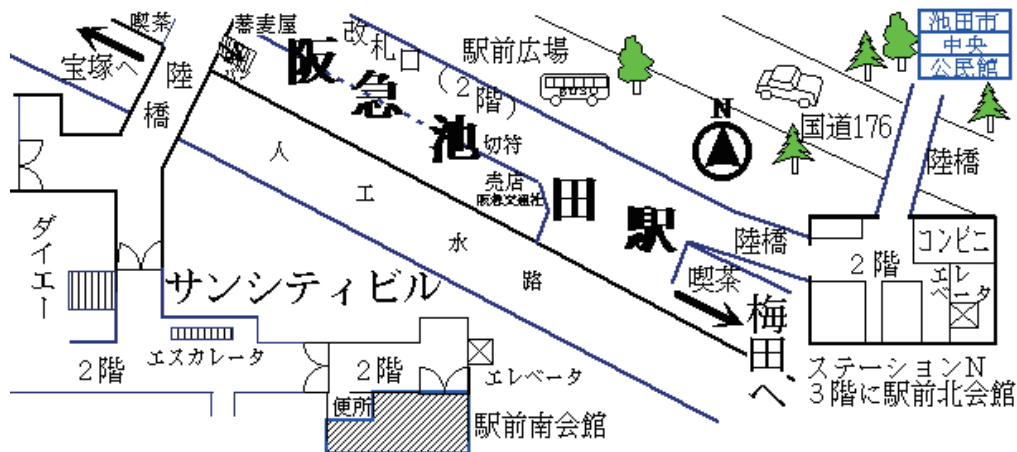 喫茶
蕎麦屋
宝塚へ
陸橋
阪急池田駅
改札口
(2階)
駅前広場
BUS
池田市
中央
公民館
N
国道176
陸橋
切符
売店
阪急交通社
人工水路
陸橋
喫茶
梅田へ
コンビニ
2階
エレベータ
ステーションN
3階に駅前北会館
ダイエー
サンシティビル
エスカレータ
2階
2階
エレベータ
便所
駅前南会館